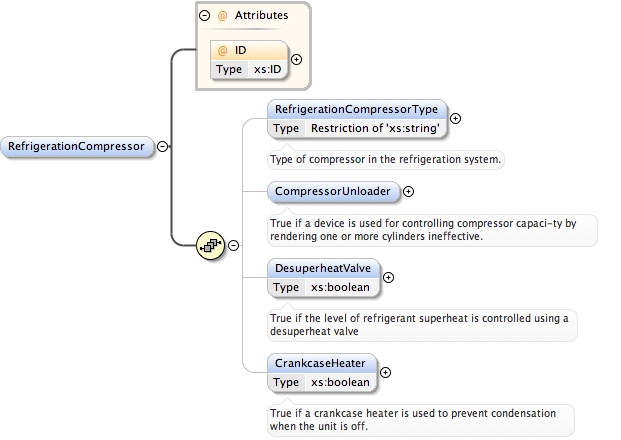 @ Attributes
@ ID
Type xs:ID
RefrigerationCompressor
RefrigerationCompressorType
Type Restriction of 'xs:string'
Type of compressor in the refrigeration system.
CompressorUnloader
True if a device is used for controlling compressor capaci-ty by
rendering one or more cylinders ineffective.
DesuperheatValve
Type xs:boolean
True if the level of refrigerant superheat is controlled using a
desuperheat valve
CrankcaseHeater
Type xs:boolean
True if a crankcase heater is used to prevent condensation
when the unit is off.